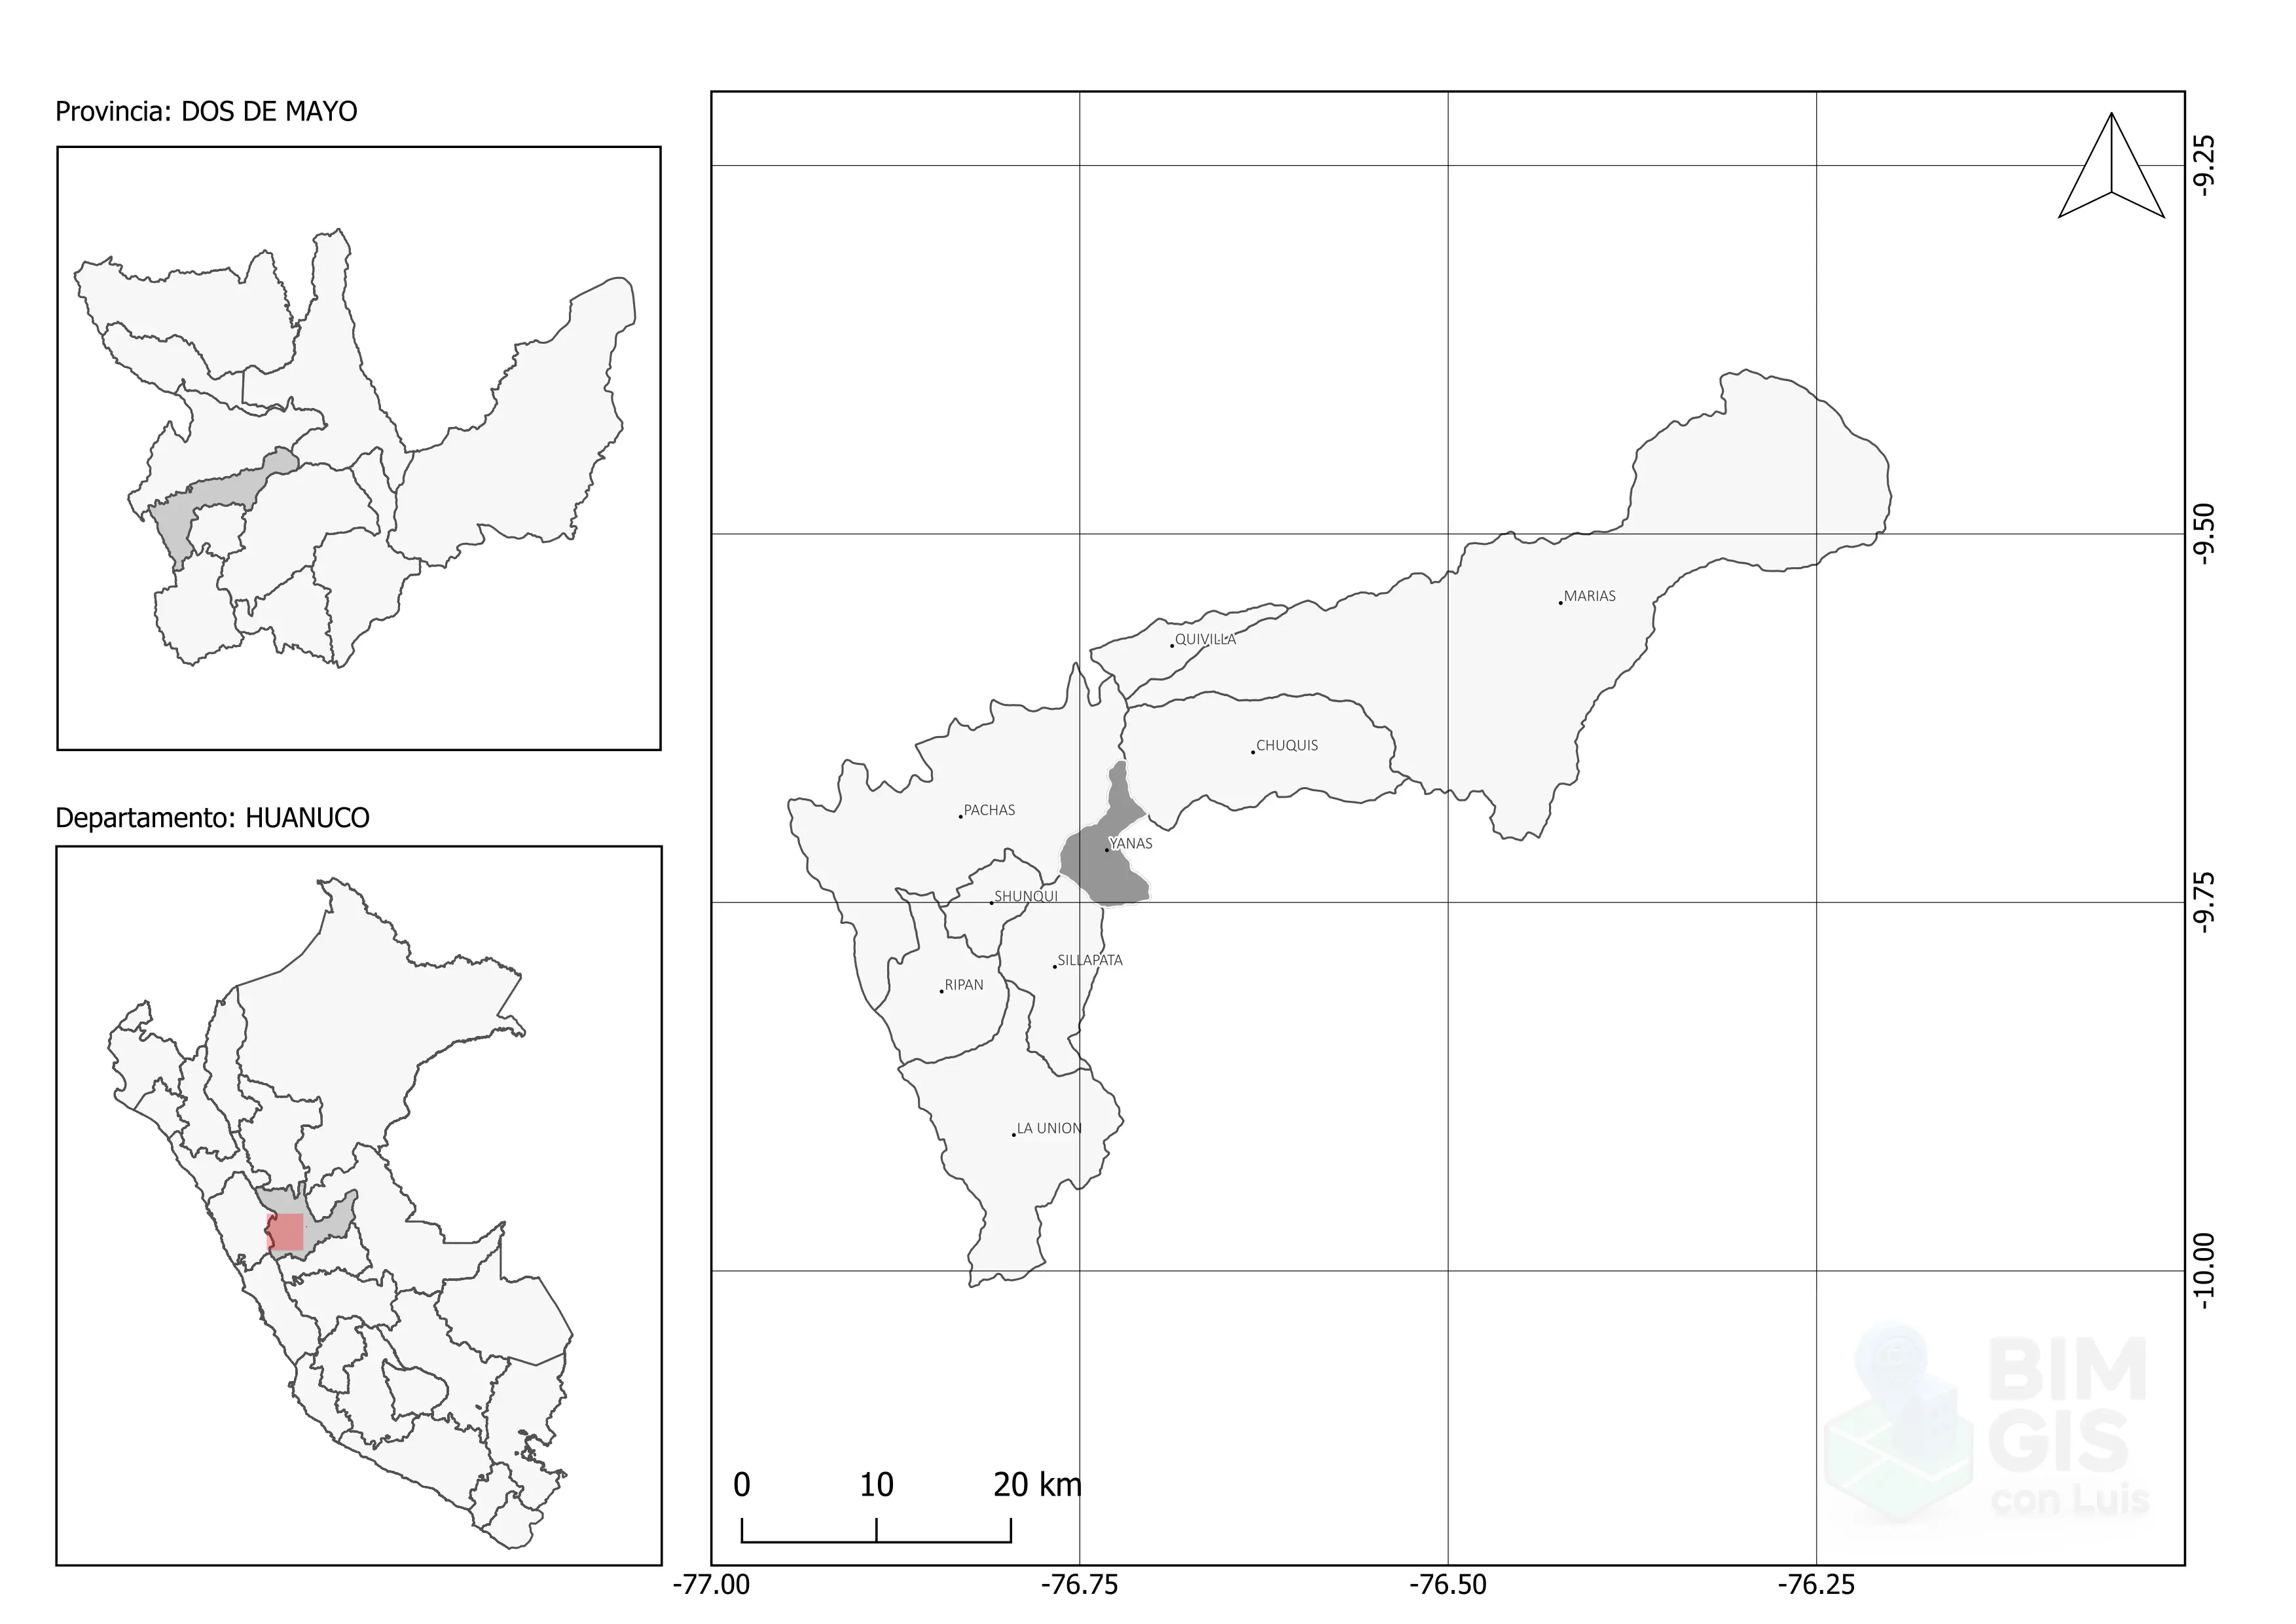 Provincia: DOS DE MAYO
Departamento: HUANUCO
MARIAS
QUIVILLA
CHUQUIS
PACHAS
YANAS
SHUNQUI
SILLAPATA
RIPAN
LA UNION
-9.25
-9.50
-9.75
-10.00
0 10 20 km
-77.00 -76.75 -76.50 -76.25
BIM
GIS
con Luis